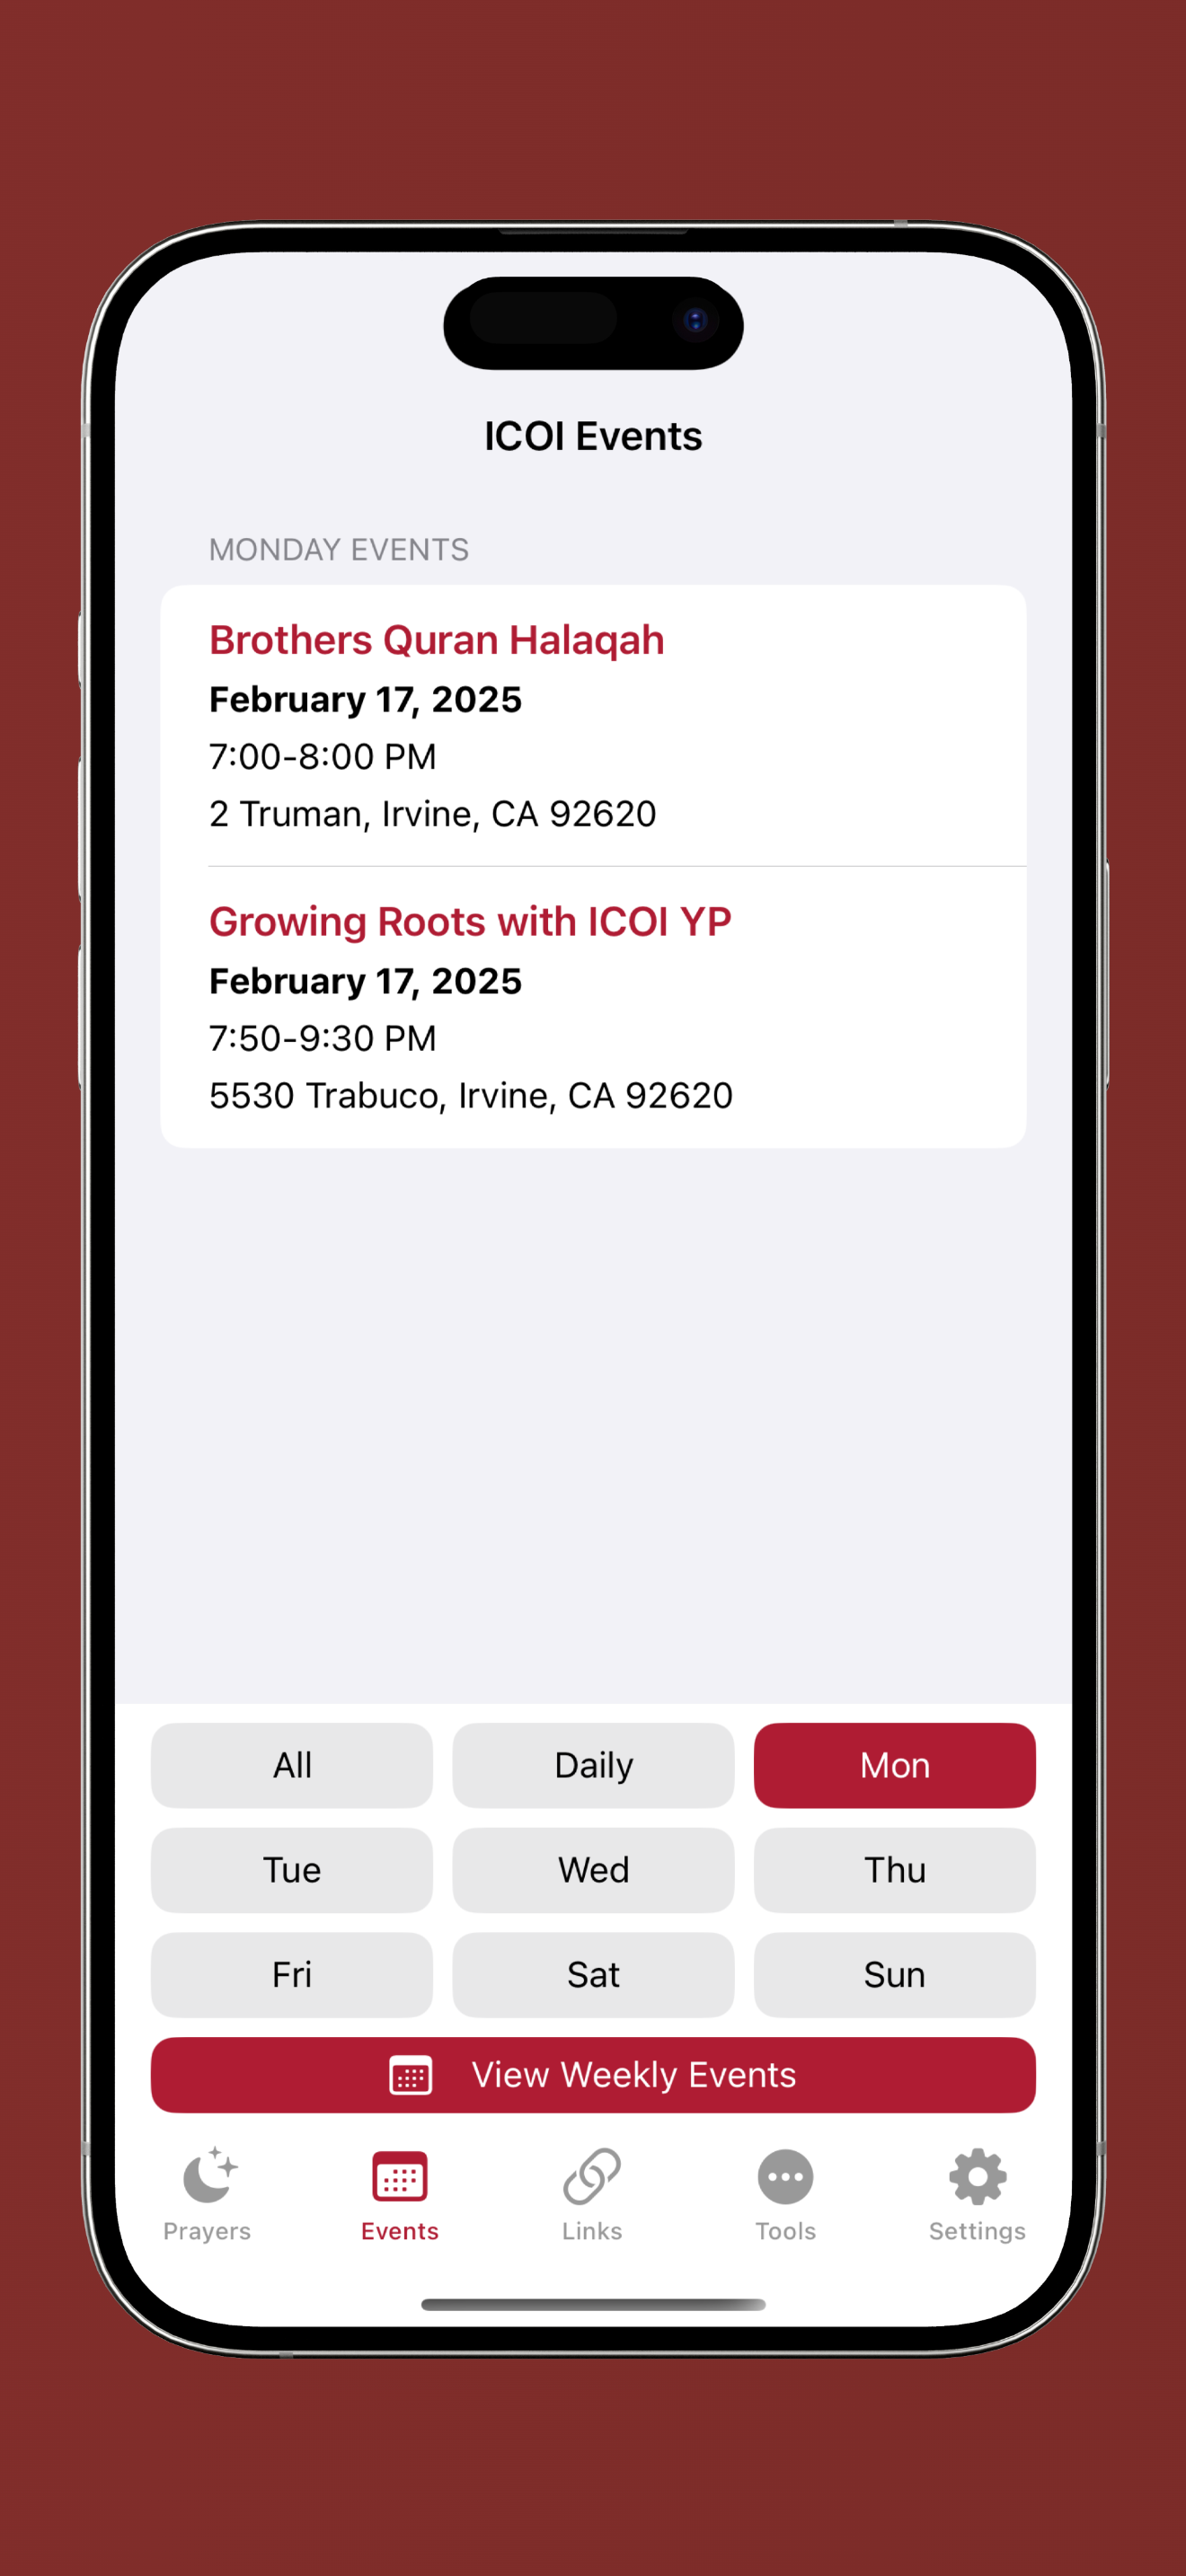 ICOI Events
MONDAY EVENTS
Brothers Quran Halaqah
February 17, 2025
7:00-8:00 PM
2 Truman, Irvine, CA 92620
Growing Roots with ICOI YP
February 17, 2025
7:50-9:30 PM
5530 Trabuco, Irvine, CA 92620
All Daily Mon
Tue Wed Thu
Fri Sat Sun
View Weekly Events
Prayers Events Links Tools Settings